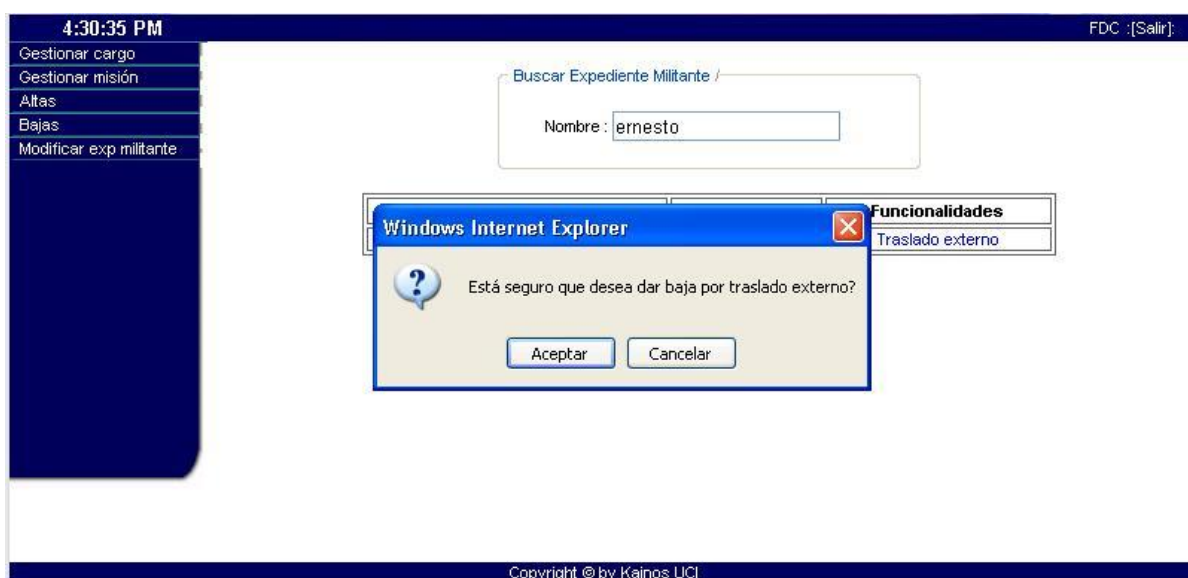 4:30:35 PM
FDC :[Salir]:
Gestionar cargo
Gestionar misión
Altas
Bajas
Modificar exp militante
Buscar Expediente Militante /
Nombre : ernesto
Funcionalidades
Traslado externo
Windows Internet Explorer
Está seguro que desea dar baja por traslado externo?
Aceptar
Cancelar
Copyright © by Kainos UCI